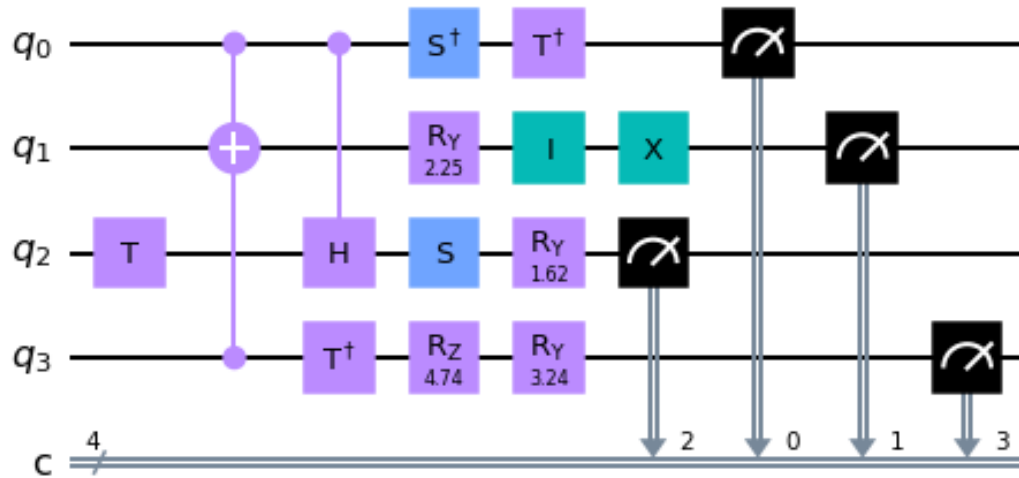 q0 S† T†
q1 RY 2.25 I X
q2 T H S RY 1.62
q3 T† RZ 4.74 RY 3.24
c 4 2 0 1 3